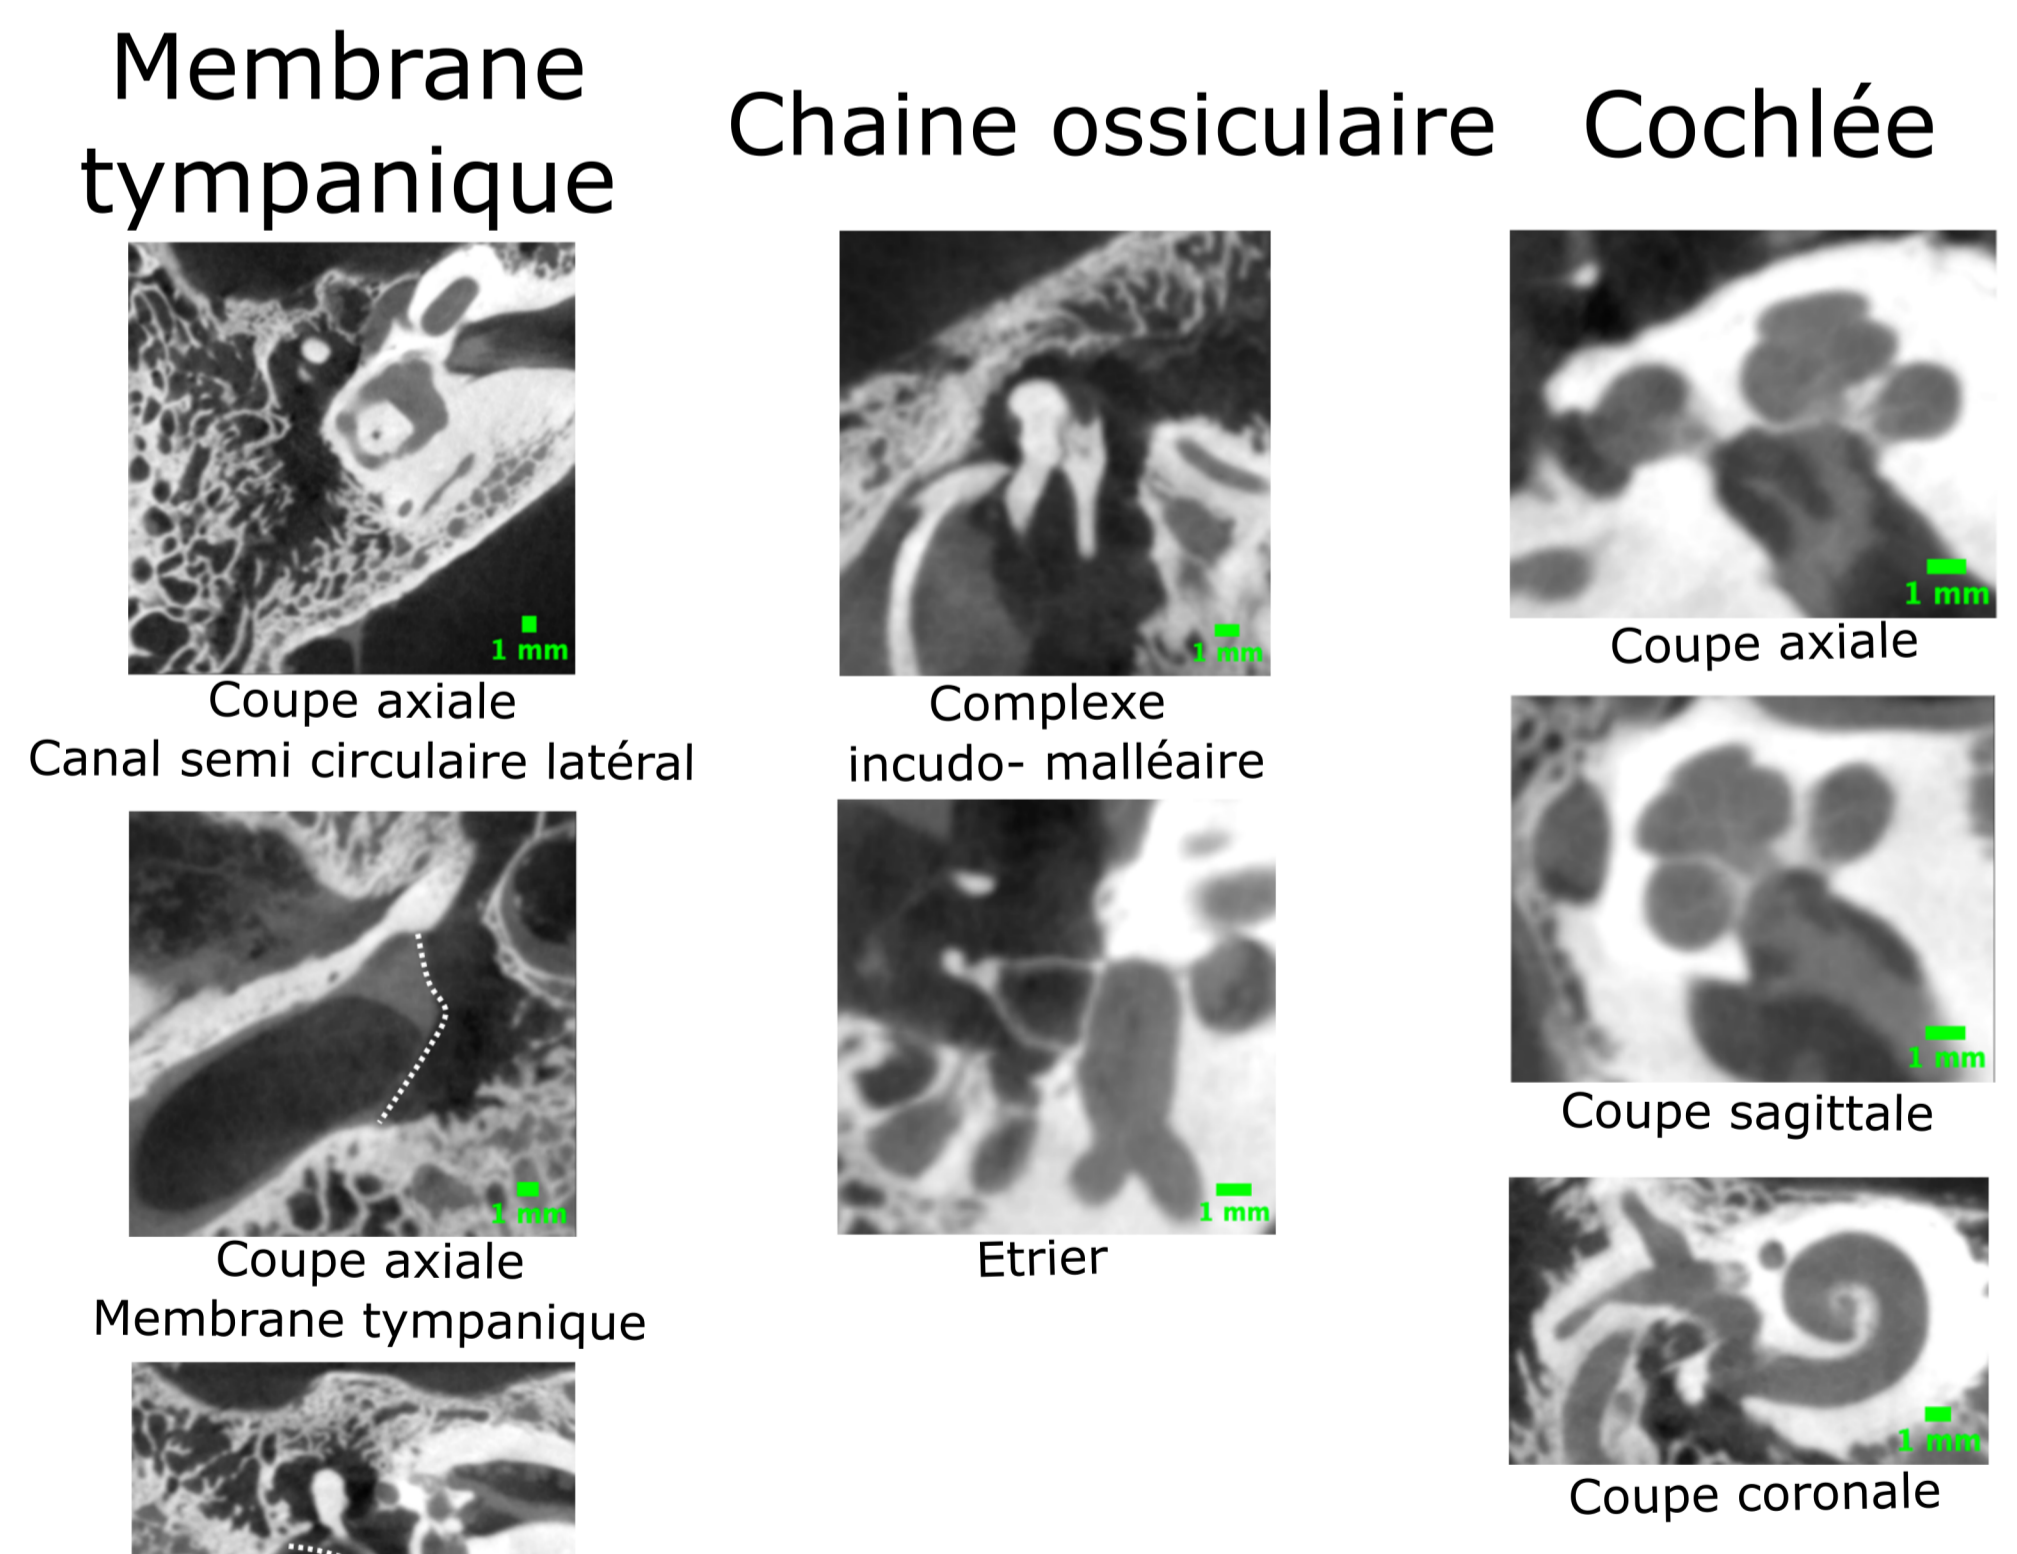 Membrane
tympanique
Chaine ossiculaire
Cochlée
1 mm
Coupe axiale
Canal semi circulaire latéral
1 mm
Coupe axiale
Membrane tympanique
1 mm
Complexe
incudo- malléaire
1 mm
Etrier
1 mm
Coupe axiale
1 mm
Coupe sagittale
1 mm
Coupe coronale